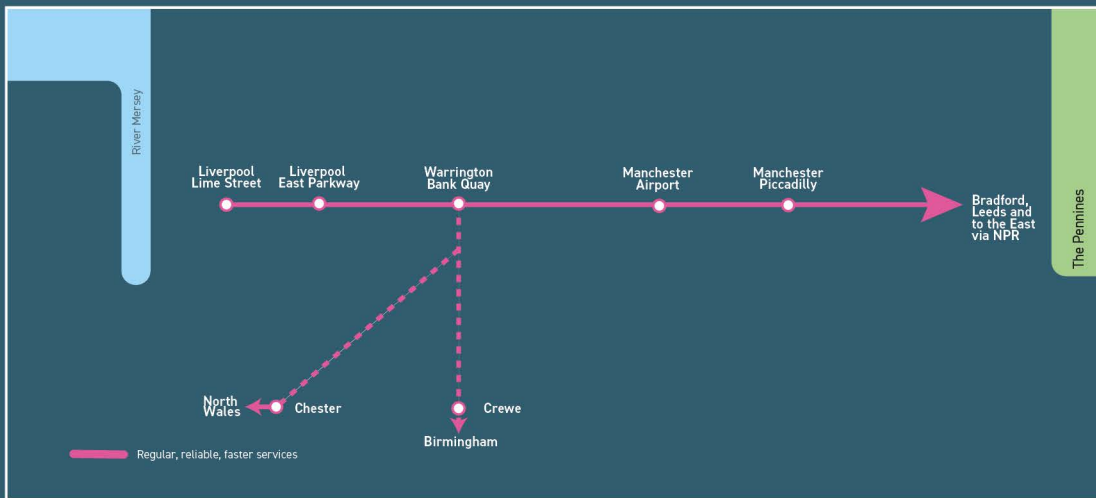 River Mersey
Liverpool
Lime Street
Liverpool
East Parkway
Warrington
Bank Quay
Manchester
Airport
Manchester
Piccadilly
Bradford,
Leeds and
to the East
via NPR
The Pennines
North
Wales
Chester
Crewe
Birmingham
Regular, reliable, faster services